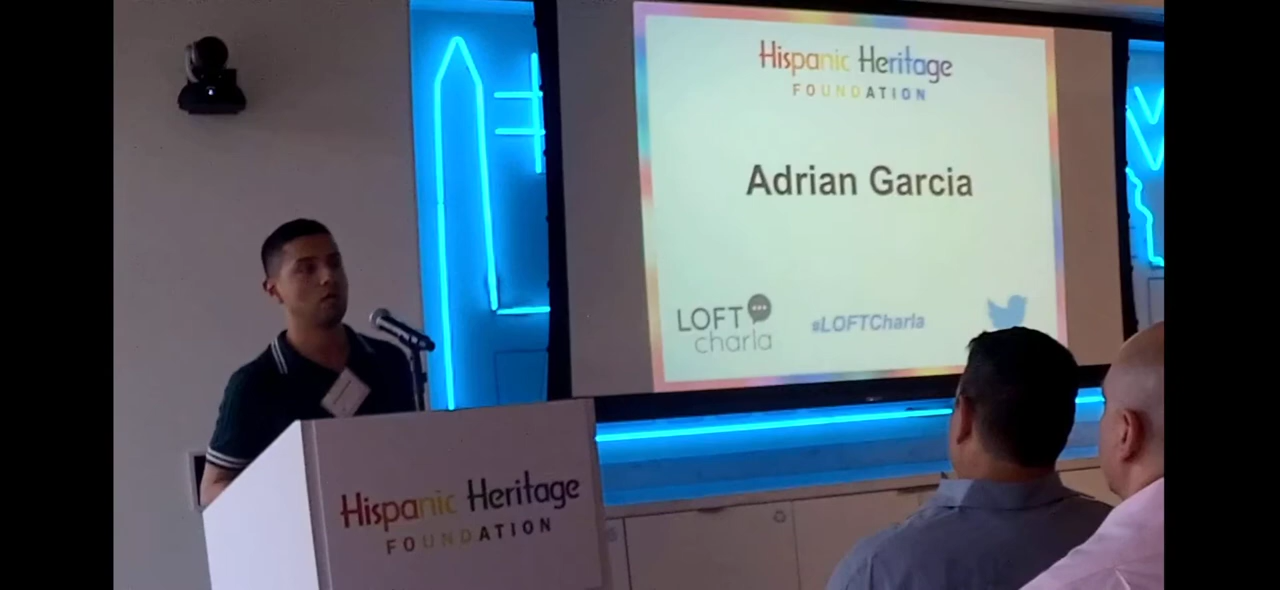 Hispanic Heritage
FOUNDATION
Adrian Garcia
LOFT
charla
#LOFTCharla
Hispanic Heritage
FOUNDATION